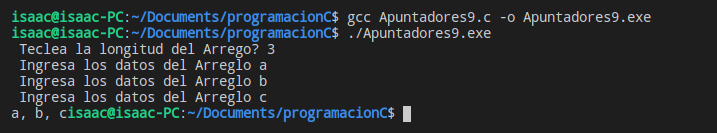 isaac@isaac-PC:~/Documents/programacionC$ gcc Apuntadores9.c -o Apuntadores9.exe
isaac@isaac-PC:~/Documents/programacionC$ ./Apuntadores9.exe
Teclea la longitud del Arrego? 3
Ingresa los datos del Arreglo a
Ingresa los datos del Arreglo b
Ingresa los datos del Arreglo c
a, b, cisaac@isaac-PC:~/Documents/programacionC$